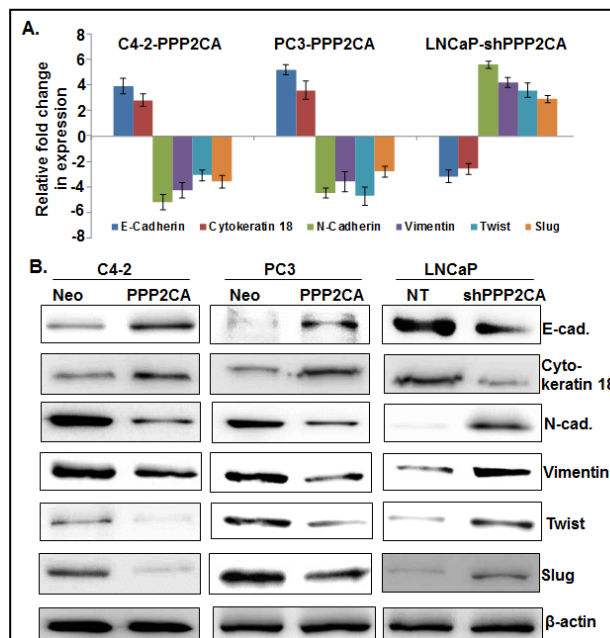 A.
C4-2-PPP2CA PC3-PPP2CA LNCaP-shPPP2CA
Relative fold change
in expression
8
6
4
2
0
-2
-4
-6
-8
E-Cadherin Cytokeratin 18 N-Cadherin Vimentin Twist Slug
B.
C4-2 PC3 LNCaP
Neo PPP2CA Neo PPP2CA NT shPPP2CA
E-cad.
Cyto-
keratin 18
N-cad.
Vimentin
Twist
Slug
β-actin